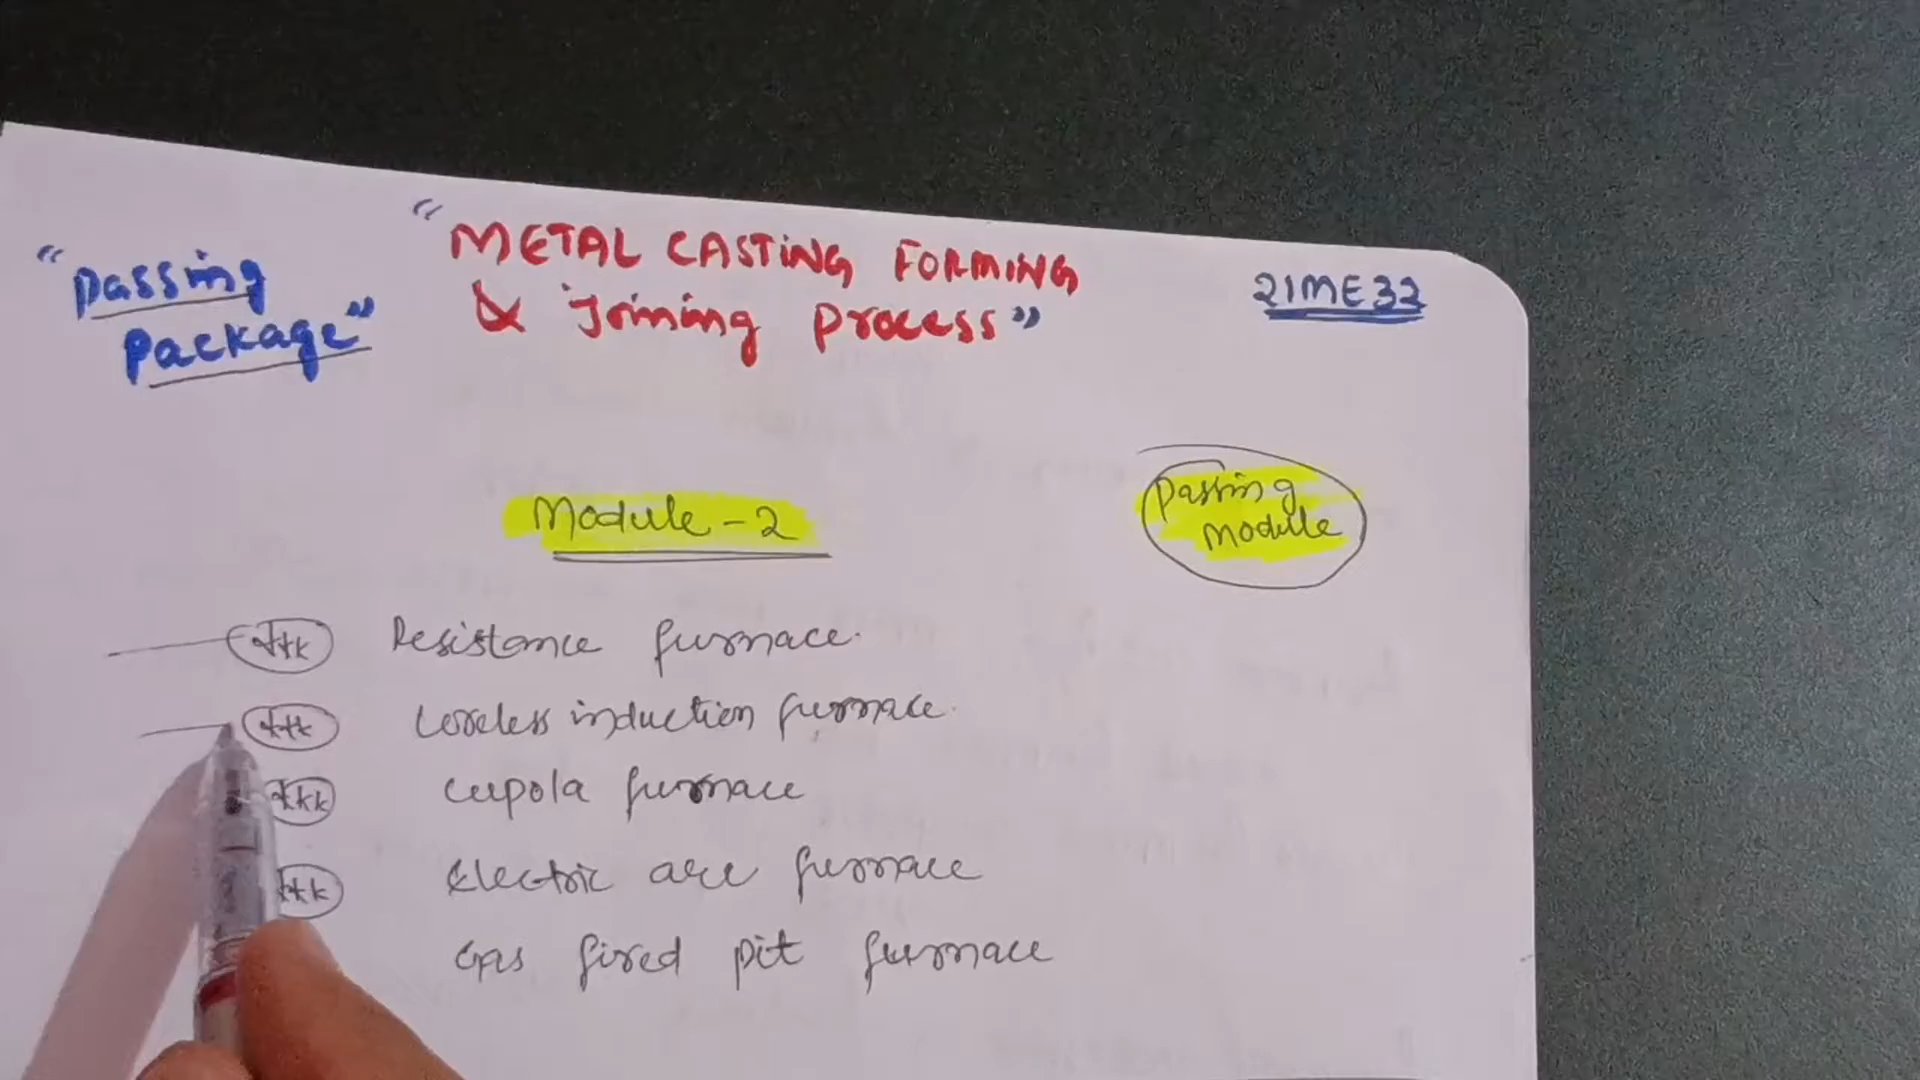 "Passing Package"
"METAL CASTING FORMING
& Joining Process"
21ME32
Module-2
Passing
Module
*** Resistance furnace.
*** Coreless induction furnace.
*** Cupola furnace
*** Electric arc furnace
Gas fired pit furnace